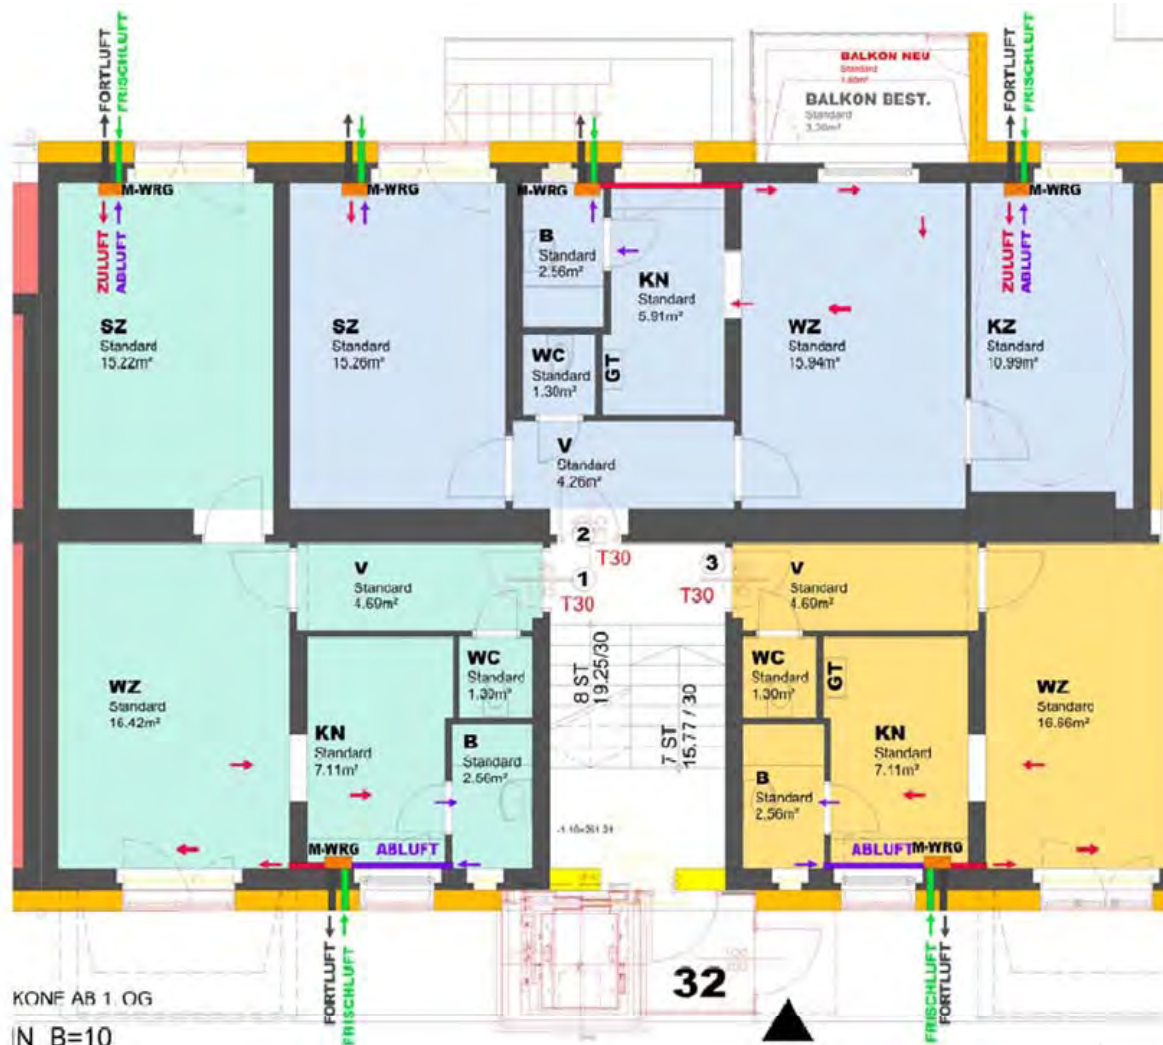 FORTLUFT
FRISCHLUFT
FORTLUFT
FRISCHLUFT
BALKON NEU
Standard
BALKON BEST.
Standard
M-WRG
M-WRG
M-WRG
M-WRG
ZULUFT
ABLUFT
ZULUFT
ABLUFT
SZ
Standard
15.22m²
SZ
Standard
15.26m²
B
Standard
2.56m²
KN
Standard
5.91m²
WC
Standard
1.30m²
GT
WZ
Standard
15.94m²
KZ
Standard
10.99m²
V
Standard
4.26m²
2
T30
1
T30
3
T30
V
Standard
4.69m²
V
Standard
4.69m²
WC
Standard
1.30m²
WC
Standard
1.30m²
GT
WZ
Standard
16.42m²
KN
Standard
7.11m²
B
Standard
2.56m²
8 ST
19.25/30
7 ST
15.77 / 30
B
Standard
2.56m²
KN
Standard
7.11m²
WZ
Standard
16.66m²
M-WRG
ABLUFT
ABLUFT
M-WRG
FORTLUFT
FRISCHLUFT
FRISCHLUFT
FORTLUFT
32
KONE AB 1. OG
IN B=10